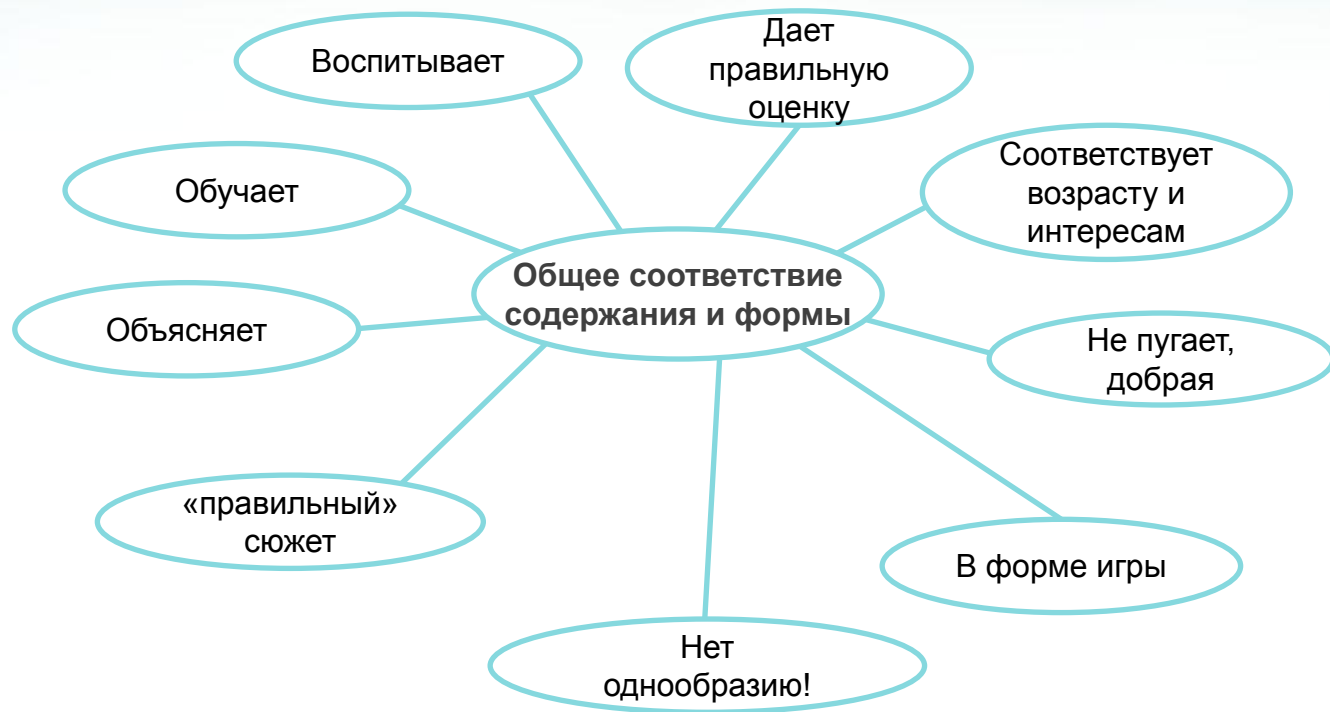 Воспитывает
Дает
правильную
оценку
Обучает
Соответствует
возрасту и
интересам
Общее соответствие
содержания и формы
Объясняет
Не пугает,
добрая
«правильный»
сюжет
В форме игры
Нет
однообразию!